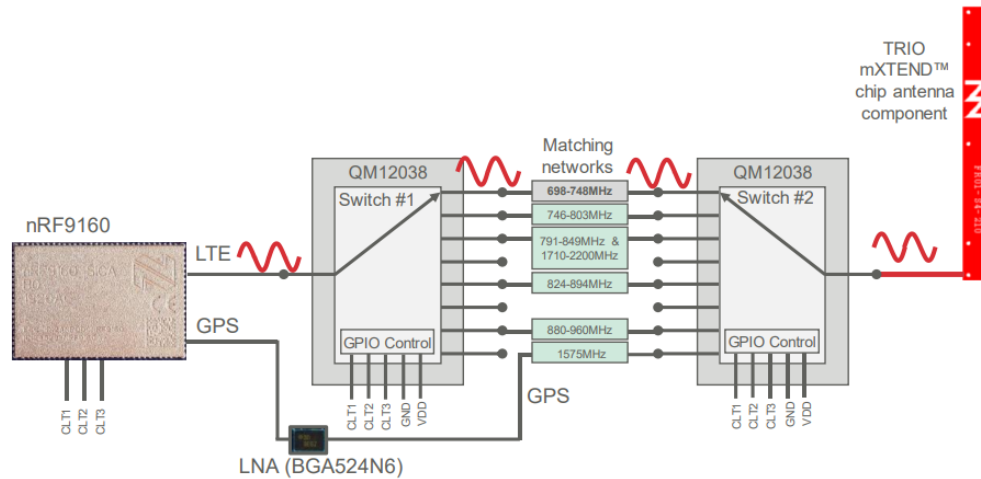 TRIO
mXTEND™
chip antenna
component
Matching
networks
QM12038
QM12038
Switch #1
Switch #2
698-748MHz
746-803MHz
791-849MHz &
1710-2200MHz
824-894MHz
880-960MHz
1575MHz
nRF9160
LTE
GPS
GPIO Control
GPIO Control
CLT1
CLT2
CLT3
CLT1
CLT2
CLT3
GND
VDD
CLT1
CLT2
CLT3
GND
VDD
GPS
LNA (BGA524N6)